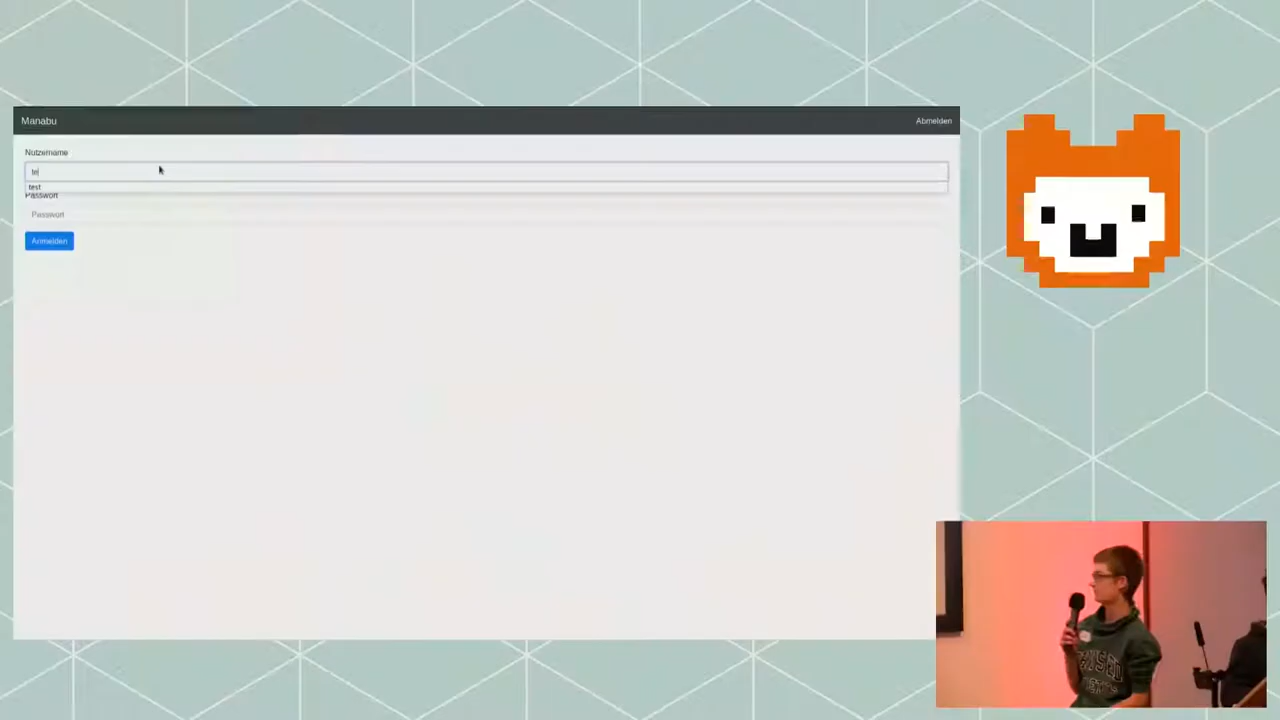 Manabu
Abmelden
Nutzername
te
test
Passwort
Passwort
Anmelden